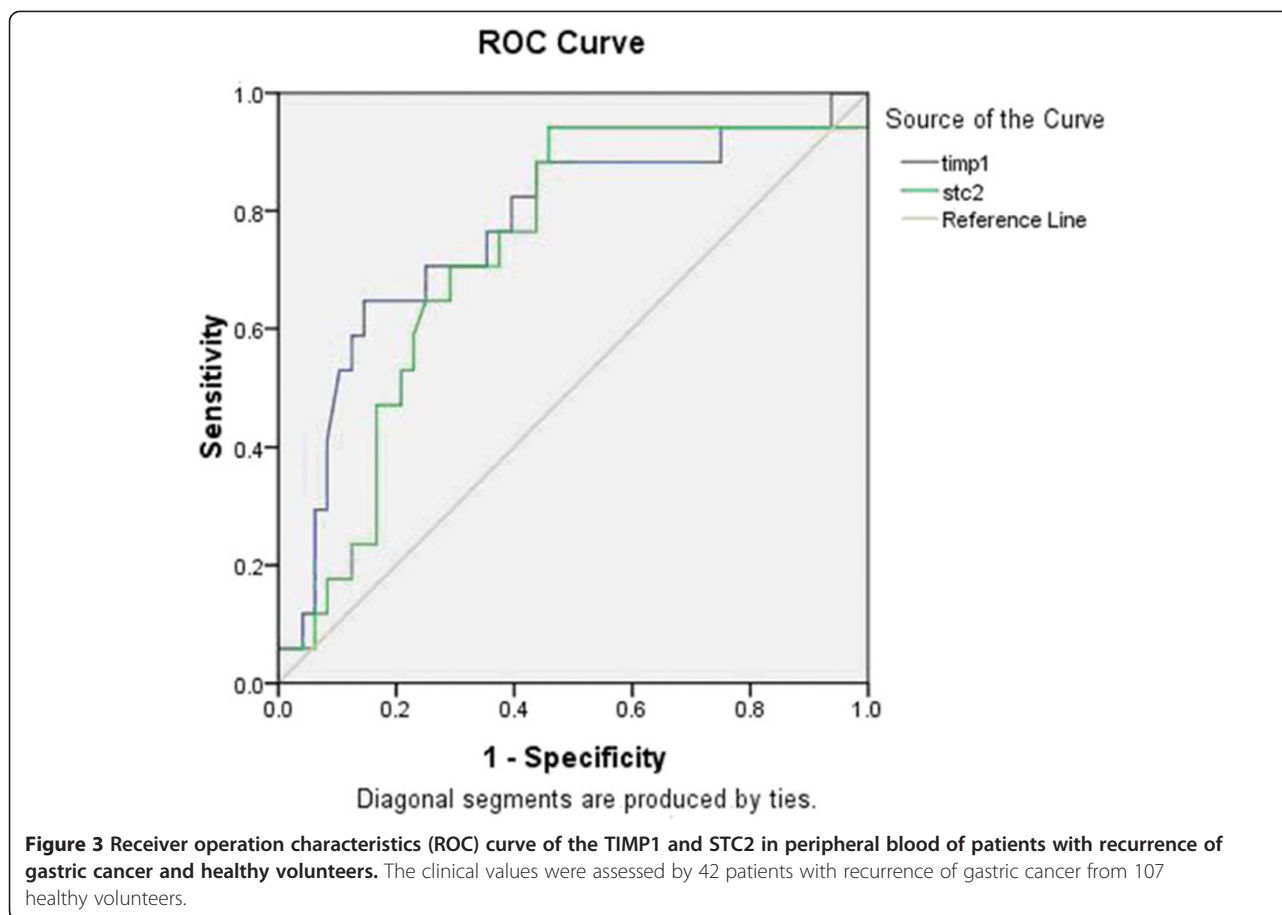 ROC Curve
1.0
0.8
0.6
0.4
0.2
0.0
Sensitivity
0.0 0.2 0.4 0.6 0.8 1.0
1 - Specificity
Diagonal segments are produced by ties.
Source of the Curve
timp1
stc2
Reference Line
Figure 3 Receiver operation characteristics (ROC) curve of the TIMP1 and STC2 in peripheral blood of patients with recurrence of
gastric cancer and healthy volunteers. The clinical values were assessed by 42 patients with recurrence of gastric cancer from 107
healthy volunteers.